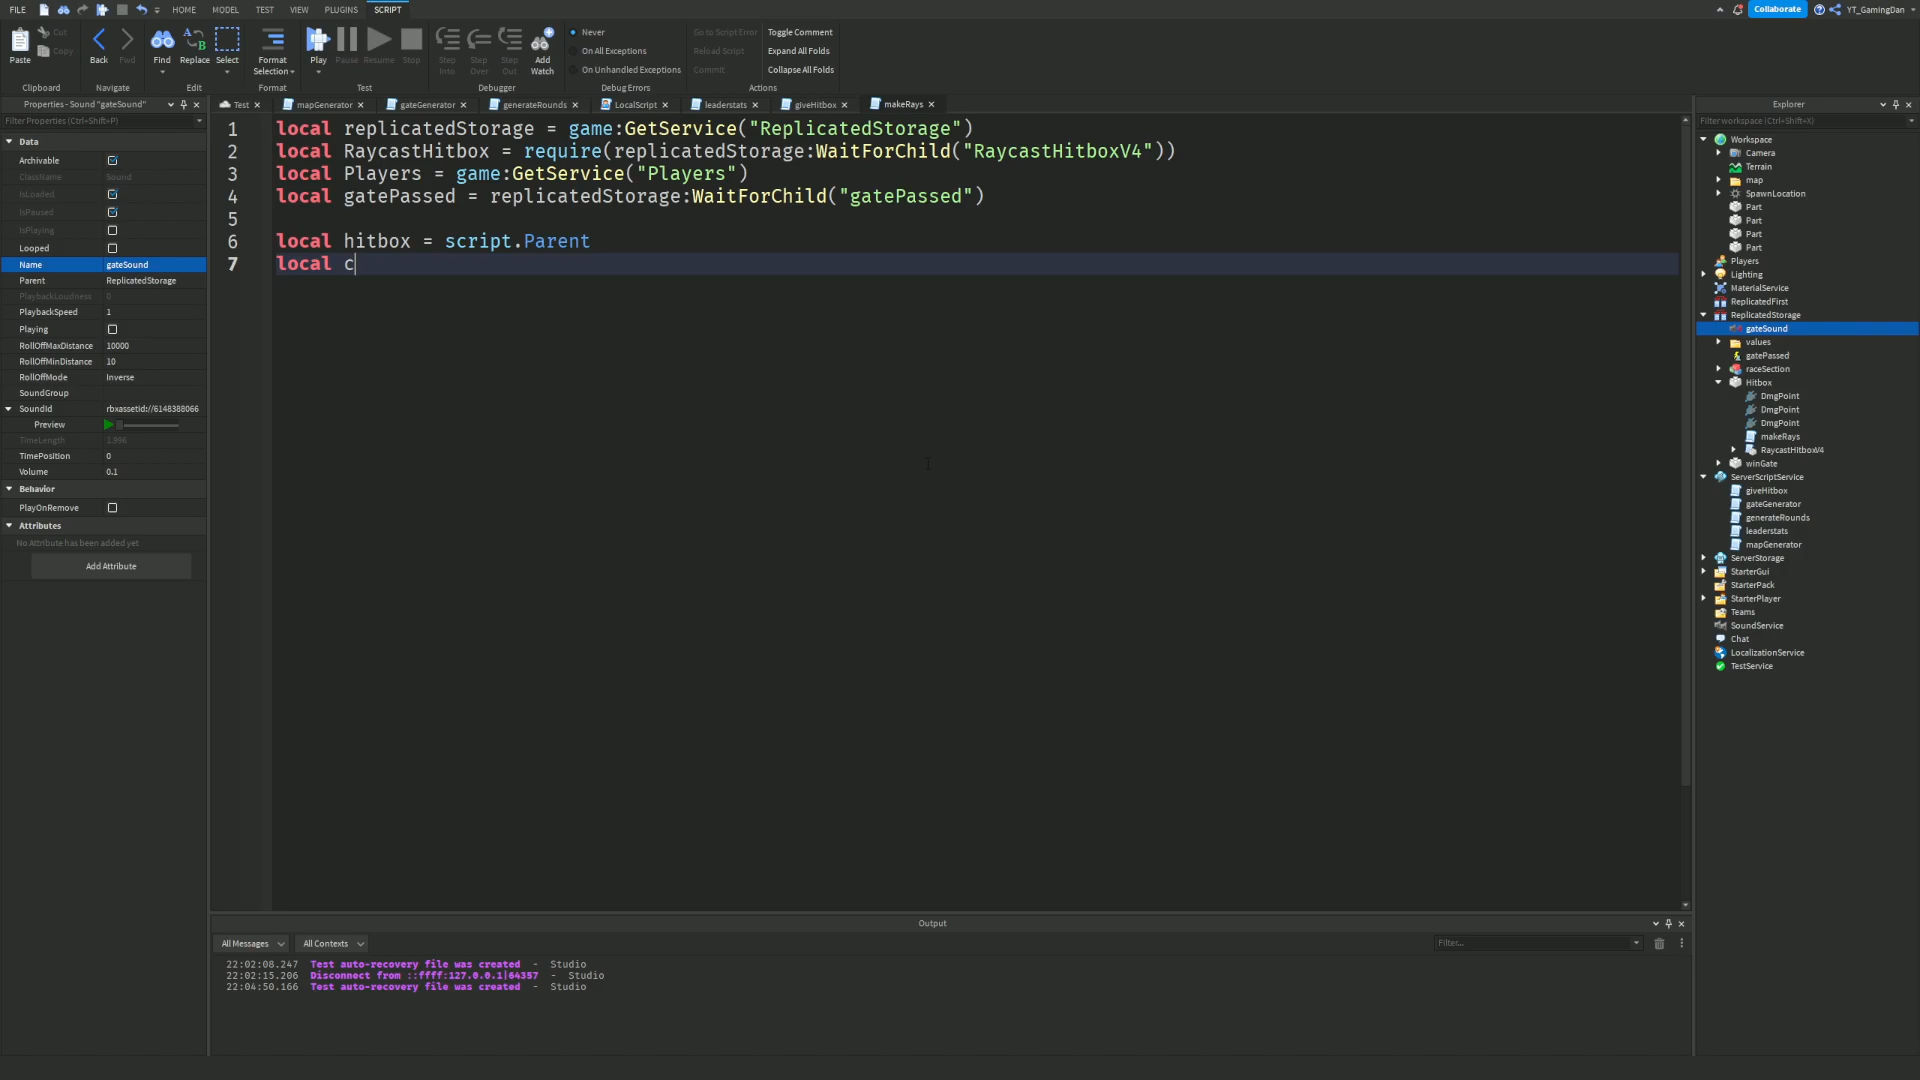 FILE HOME MODEL TEST VIEW PLUGINS SCRIPT Collaborate YT_GamingDan
Paste Cut Copy Back Fwd Find Replace Select Format Selection Play Pause Resume Stop Step Into Step Over Step Out Add Watch
Never
On All Exceptions
On Unhandled Exceptions
Go to Script Error
Reload Script
Commit
Toggle Comment
Expand All Folds
Collapse All Folds
Clipboard Navigate Edit Format Test Debugger Debug Errors Actions
Properties - Sound "gateSound"
Filter Properties (Ctrl+Shift+P)
Data
Archivable
ClassName Sound
IsLoaded
IsPaused
IsPlaying
Looped
Name gateSound
Parent ReplicatedStorage
PlaybackLoudness 0
PlaybackSpeed 1
Playing
RollOffMaxDistance 10000
RollOffMinDistance 10
RollOffMode Inverse
SoundGroup
SoundId rbxassetid://6148388066
Preview
TimeLength 1.996
TimePosition 0
Volume 0.1
Behavior
PlayOnRemove
Attributes
No Attribute has been added yet
Add Attribute
Test mapGenerator gateGenerator generateRounds LocalScript leaderstats giveHitbox makeRays
1 local replicatedStorage = game:GetService("ReplicatedStorage")
2 local RaycastHitbox = require(replicatedStorage:WaitForChild("RaycastHitboxV4"))
3 local Players = game:GetService("Players")
4 local gatePassed = replicatedStorage:WaitForChild("gatePassed")
5
6 local hitbox = script.Parent
7 local c
Output
All Messages All Contexts Filter...
22:02:08.247 Test auto-recovery file was created - Studio
22:02:15.206 Disconnect from ::ffff:127.0.0.1|64357 - Studio
22:04:50.166 Test auto-recovery file was created - Studio
Explorer
Filter workspace (Ctrl+Shift+X)
Workspace
Camera
Terrain
map
SpawnLocation
Part
Part
Part
Part
Players
Lighting
MaterialService
ReplicatedFirst
ReplicatedStorage
gateSound
values
gatePassed
raceSection
Hitbox
DmgPoint
DmgPoint
DmgPoint
makeRays
RaycastHitboxV4
winGate
ServerScriptService
giveHitbox
gateGenerator
generateRounds
leaderstats
mapGenerator
ServerStorage
StarterGui
StarterPack
StarterPlayer
Teams
SoundService
Chat
LocalizationService
TestService